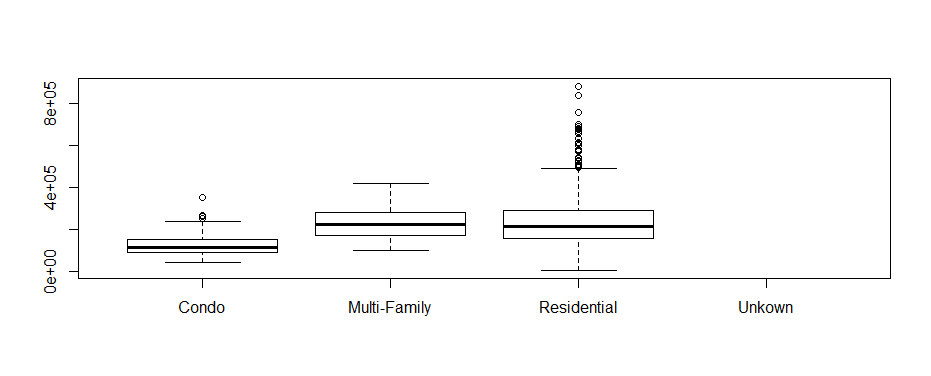 8e+05
4e+05
0e+00
Condo Multi-Family Residential Unkown